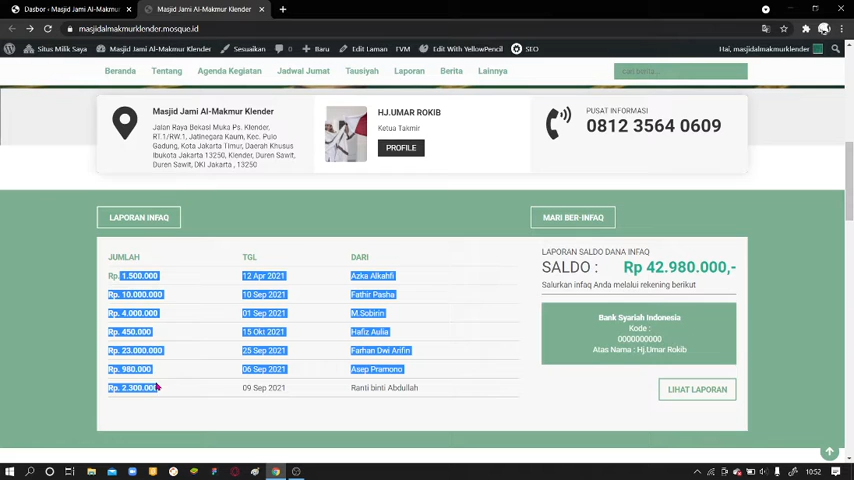 Dasbor ‹ Masjid Jami Al-Makmur
Masjid Jami Al-Makmur Klender
masjidalmakmurklender.mosque.id
Situs Milik Saya
Masjid Jami Al-Makmur Klender
Sesuaikan
0
Baru
Edit Laman
FVM
Edit With YellowPencil
SEO
Hai, masjidalmakmurklender
Beranda
Tentang
Agenda Kegiatan
Jadwal Jumat
Tausiyah
Laporan
Berita
Lainnya
cari berita...
Masjid Jami Al-Makmur Klender
Jalan Raya Bekasi Muka Ps. Klender,
RT.1/RW.1, Jatinegara Kaum, Kec. Pulo
Gadung, Kota Jakarta Timur, Daerah Khusus
Ibukota Jakarta 13250, Klender, Duren Sawit,
Duren Sawit, DKI Jakarta , 13250
HJ.UMAR ROKIB
Ketua Takmir
PROFILE
PUSAT INFORMASI
0812 3564 0609
LAPORAN INFAQ
MARI BER-INFAQ
JUMLAH TGL DARI
Rp. 1.500.000 12 Apr 2021 Azka Alkahfi
Rp. 10.000.000 10 Sep 2021 Fathir Pasha
Rp. 4.000.000 01 Sep 2021 M.Sobirin
Rp. 450.000 15 Okt 2021 Hafiz Aulia
Rp. 23.000.000 25 Sep 2021 Farhan Dwi Arifin
Rp. 980.000 06 Sep 2021 Asep Pramono
Rp. 2.300.000 09 Sep 2021 Ranti binti Abdullah
LAPORAN SALDO DANA INFAQ
SALDO : Rp 42.980.000,-
Salurkan infaq Anda melalui rekening berikut
Bank Syariah Indonesia
Kode :
0000000000
Atas Nama : Hj.Umar Rokib
LIHAT LAPORAN
10:52